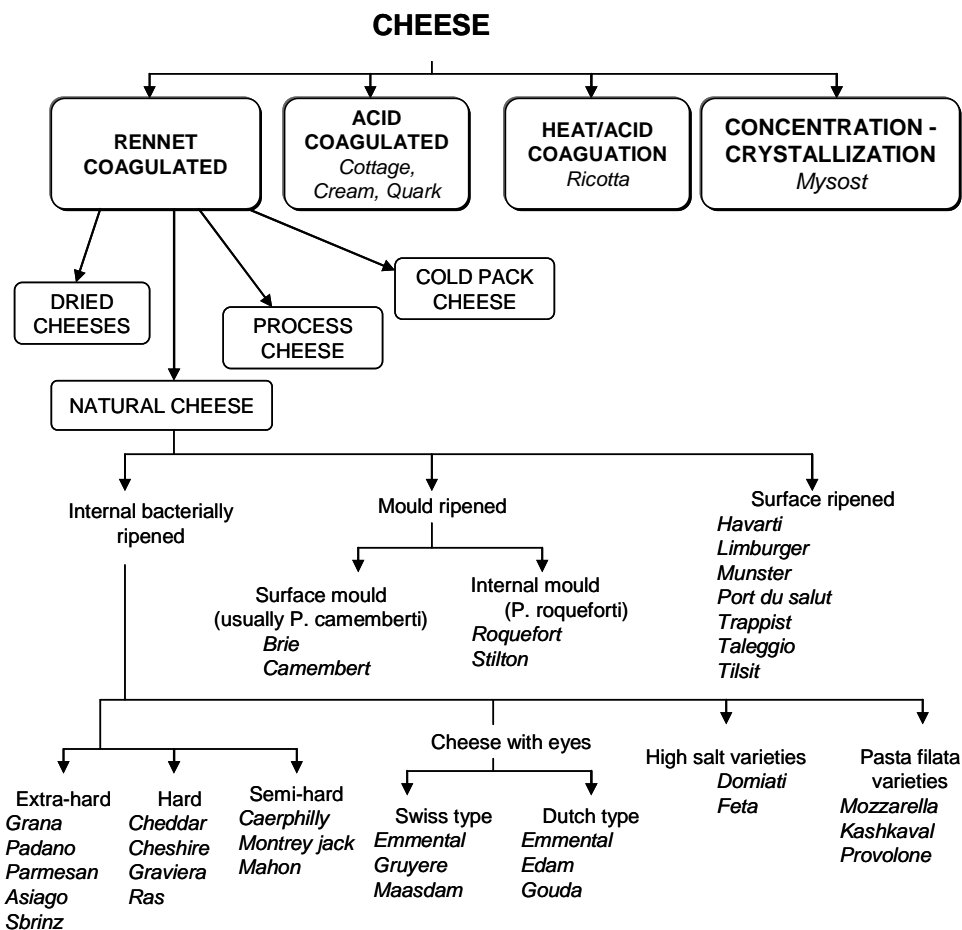 CHEESE
RENNET
COAGULATED
ACID
COAGULATED
Cottage,
Cream, Quark
HEAT/ACID
COAGUATION
Ricotta
CONCENTRATION -
CRYSTALLIZATION
Mysost
DRIED
CHEESES
PROCESS
CHEESE
COLD PACK
CHEESE
NATURAL CHEESE
Internal bacterially
ripened
Mould ripened
Surface mould
(usually P. camemberti)
Brie
Camembert
Internal mould
(P. roqueforti)
Roquefort
Stilton
Surface ripened
Havarti
Limburger
Munster
Port du salut
Trappist
Taleggio
Tilsit
Extra-hard
Grana
Padano
Parmesan
Asiago
Sbrinz
Hard
Cheddar
Cheshire
Graviera
Ras
Semi-hard
Caerphilly
Montrey jack
Mahon
Cheese with eyes
Swiss type
Emmental
Gruyere
Maasdam
Dutch type
Emmental
Edam
Gouda
High salt varieties
Domiati
Feta
Pasta filata
varieties
Mozzarella
Kashkaval
Provolone